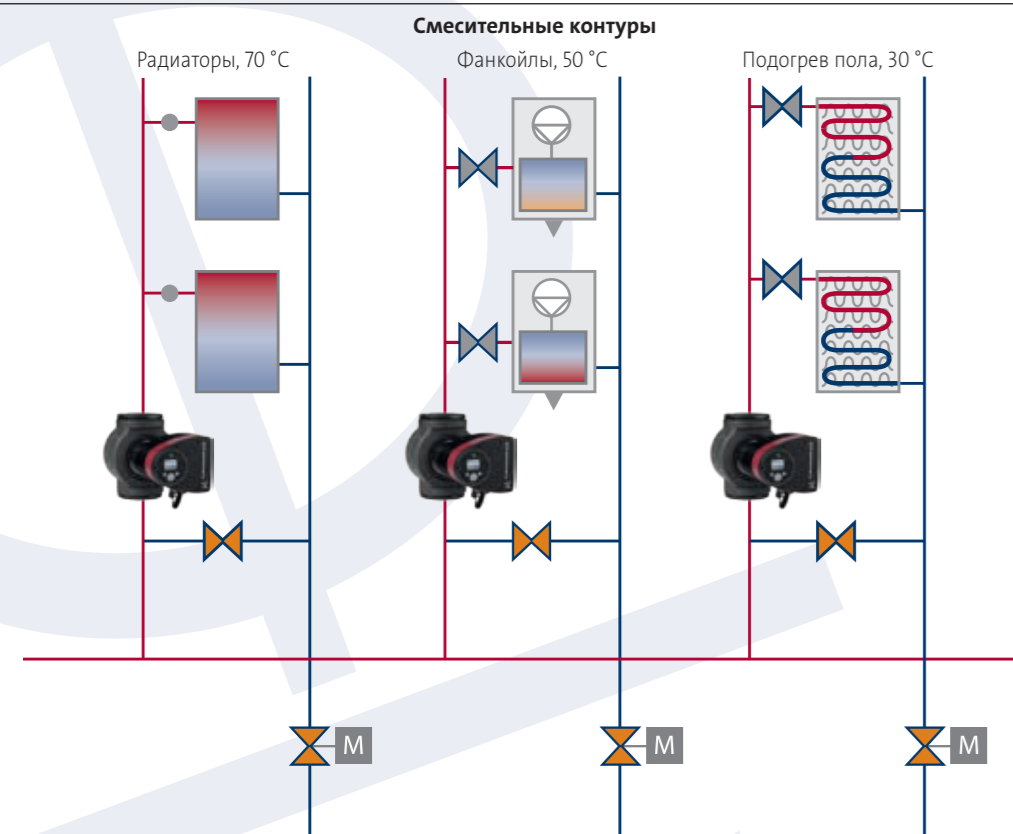 Смесительные контуры
Радиаторы, 70 °C
Фанкойлы, 50 °C
Подогрев пола, 30 °C
M
M
M